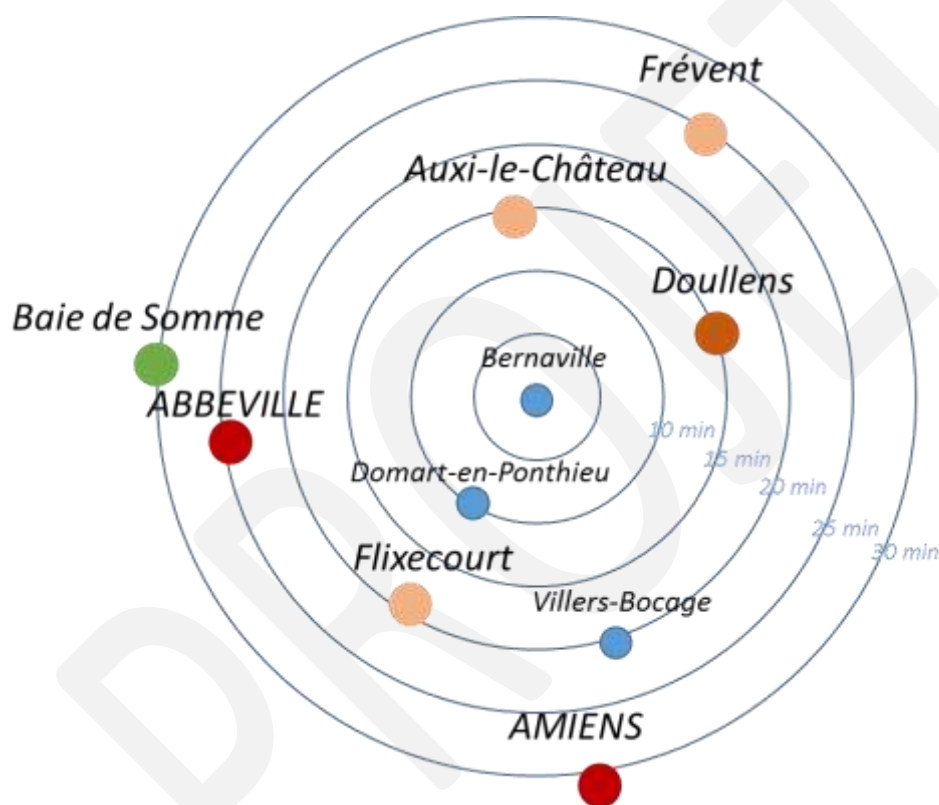 Frévent
Auxi-le-Château
Doullens
Baie de Somme
Bernaville
ABBEVILLE
10 min
15 min
Domart-en-Ponthieu
20 min
25 min
30 min
Flixecourt
Villers-Bocage
AMIENS
PROJET